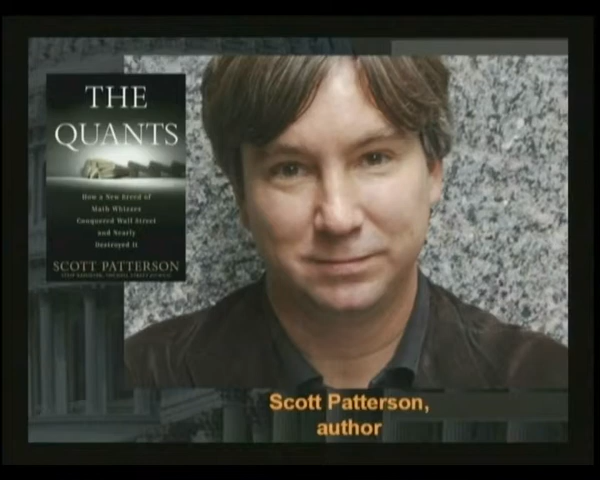 THE
QUANTS
How a New Breed of
Math Whizzes
Conquered Wall Street
and Nearly
Destroyed It
SCOTT PATTERSON
Scott Patterson,
author